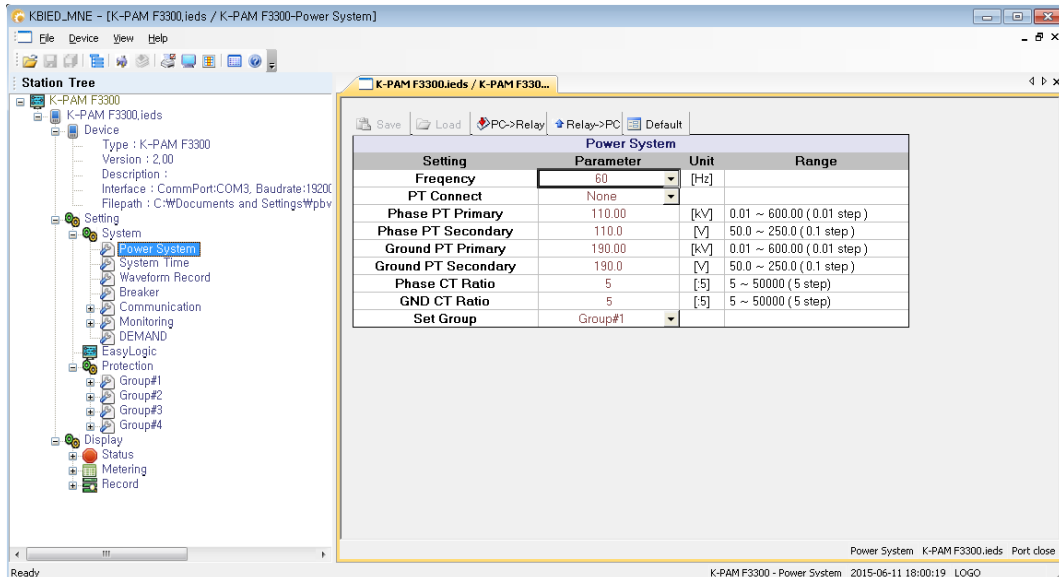 KBIED_MNE - [K-PAM F3300,ieds / K-PAM F3300-Power System]
File Device View Help
Station Tree
K-PAM F3300.ieds / K-PAM F330...
K-PAM F3300
K-PAM F3300,ieds
Device
Type : K-PAM F3300
Version : 2,00
Description :
Interface : CommPort:COM3, Baudrate:19200
Filepath : C:₩Documents and Settings₩pbv
Setting
System
Power System
System Time
Waveform Record
Breaker
Communication
Monitoring
DEMAND
EasyLogic
Protection
Group#1
Group#2
Group#3
Group#4
Display
Status
Metering
Record
Save Load PC->Relay Relay->PC Default
Power System
Setting Parameter Unit Range
Freqency 60 [Hz]
PT Connect None
Phase PT Primary 110.00 [kV] 0.01 ~ 600.00 ( 0.01 step )
Phase PT Secondary 110.0 [V] 50.0 ~ 250.0 ( 0.1 step )
Ground PT Primary 190.00 [kV] 0.01 ~ 600.00 ( 0.01 step )
Ground PT Secondary 190.0 [V] 50.0 ~ 250.0 ( 0.1 step )
Phase CT Ratio 5 [:5] 5 ~ 50000 ( 5 step)
GND CT Ratio 5 [:5] 5 ~ 50000 ( 5 step)
Set Group Group#1
Power System K-PAM F3300.ieds Port close
Ready K-PAM F3300 - Power System 2015-06-11 18:00:19 LOGO